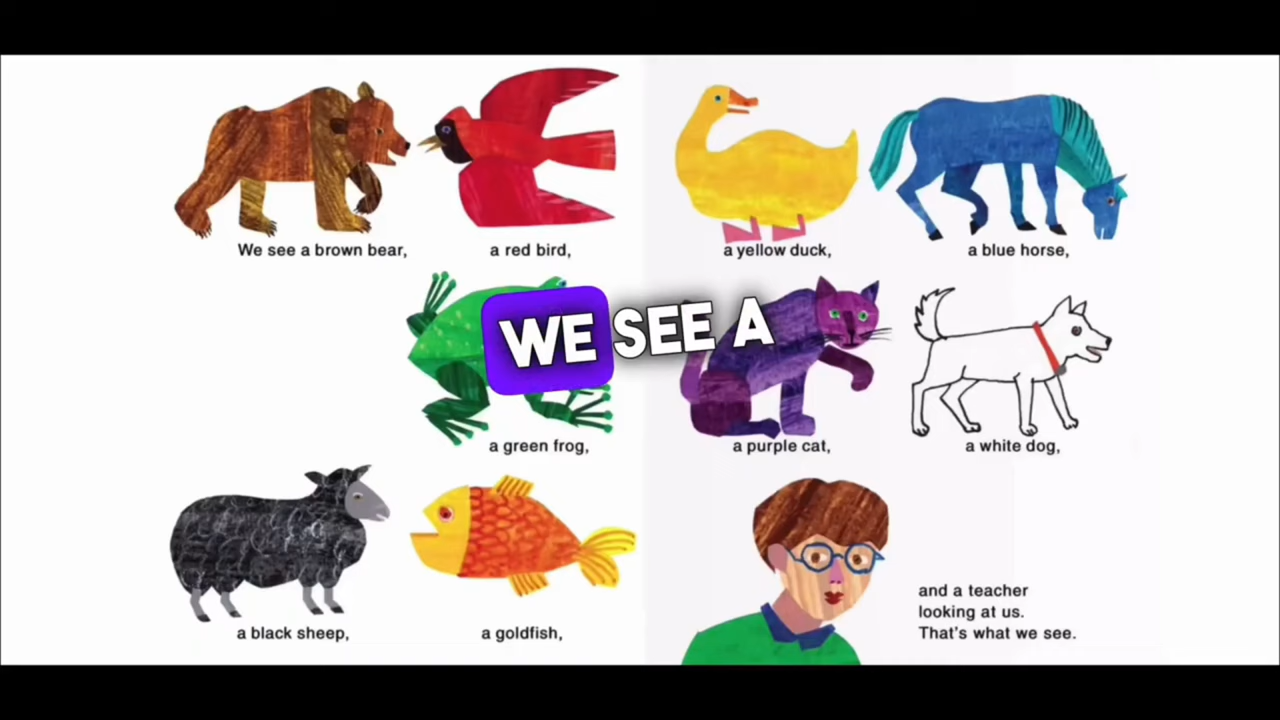 We see a brown bear,
a red bird,
a yellow duck,
a blue horse,
WE SEE A
a green frog,
a purple cat,
a white dog,
a black sheep,
a goldfish,
and a teacher
looking at us.
That's what we see.